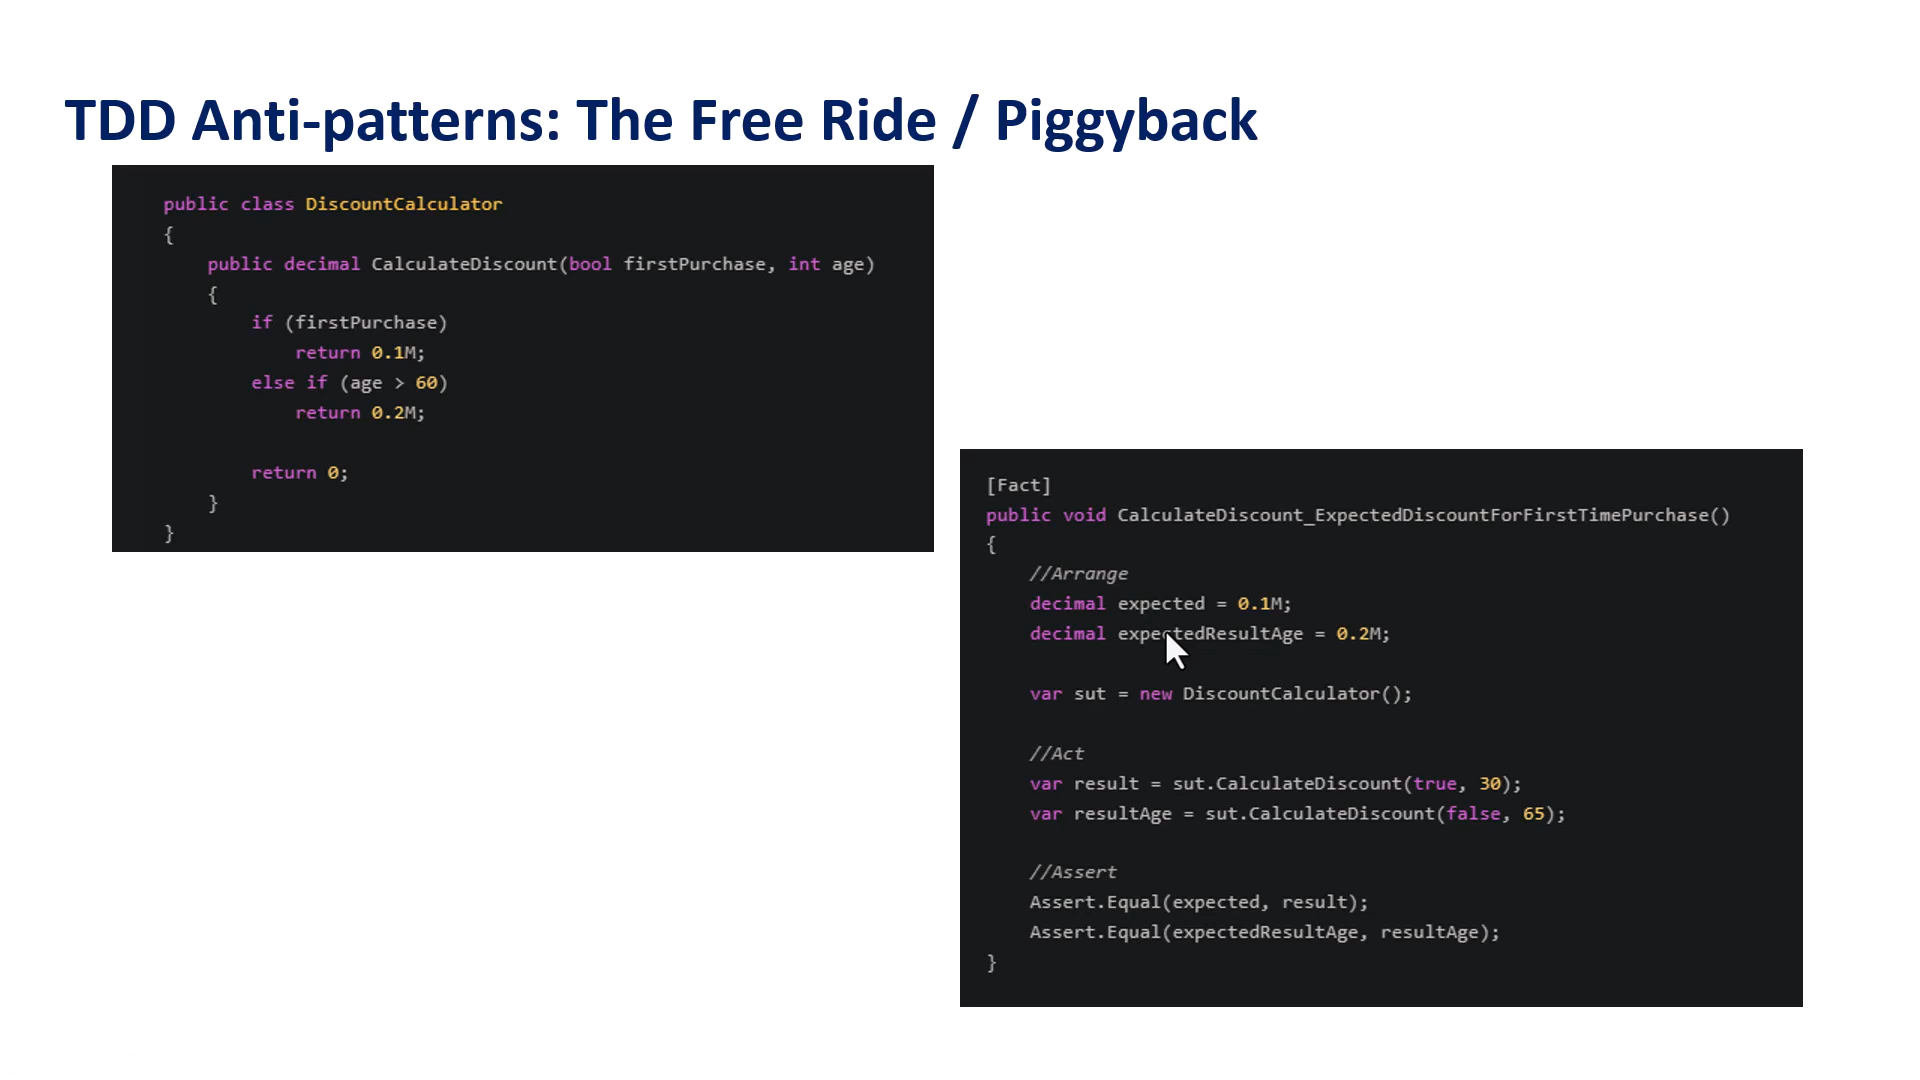 TDD Anti-patterns: The Free Ride / Piggyback
public class DiscountCalculator
{
public decimal CalculateDiscount(bool firstPurchase, int age)
{
if (firstPurchase)
return 0.1M;
else if (age > 60)
return 0.2M;
return 0;
}
}
[Fact]
public void CalculateDiscount_ExpectedDiscountForFirstTimePurchase()
{
//Arrange
decimal expected = 0.1M;
decimal expectedResultAge = 0.2M;
var sut = new DiscountCalculator();
//Act
var result = sut.CalculateDiscount(true, 30);
var resultAge = sut.CalculateDiscount(false, 65);
//Assert
Assert.Equal(expected, result);
Assert.Equal(expectedResultAge, resultAge);
}